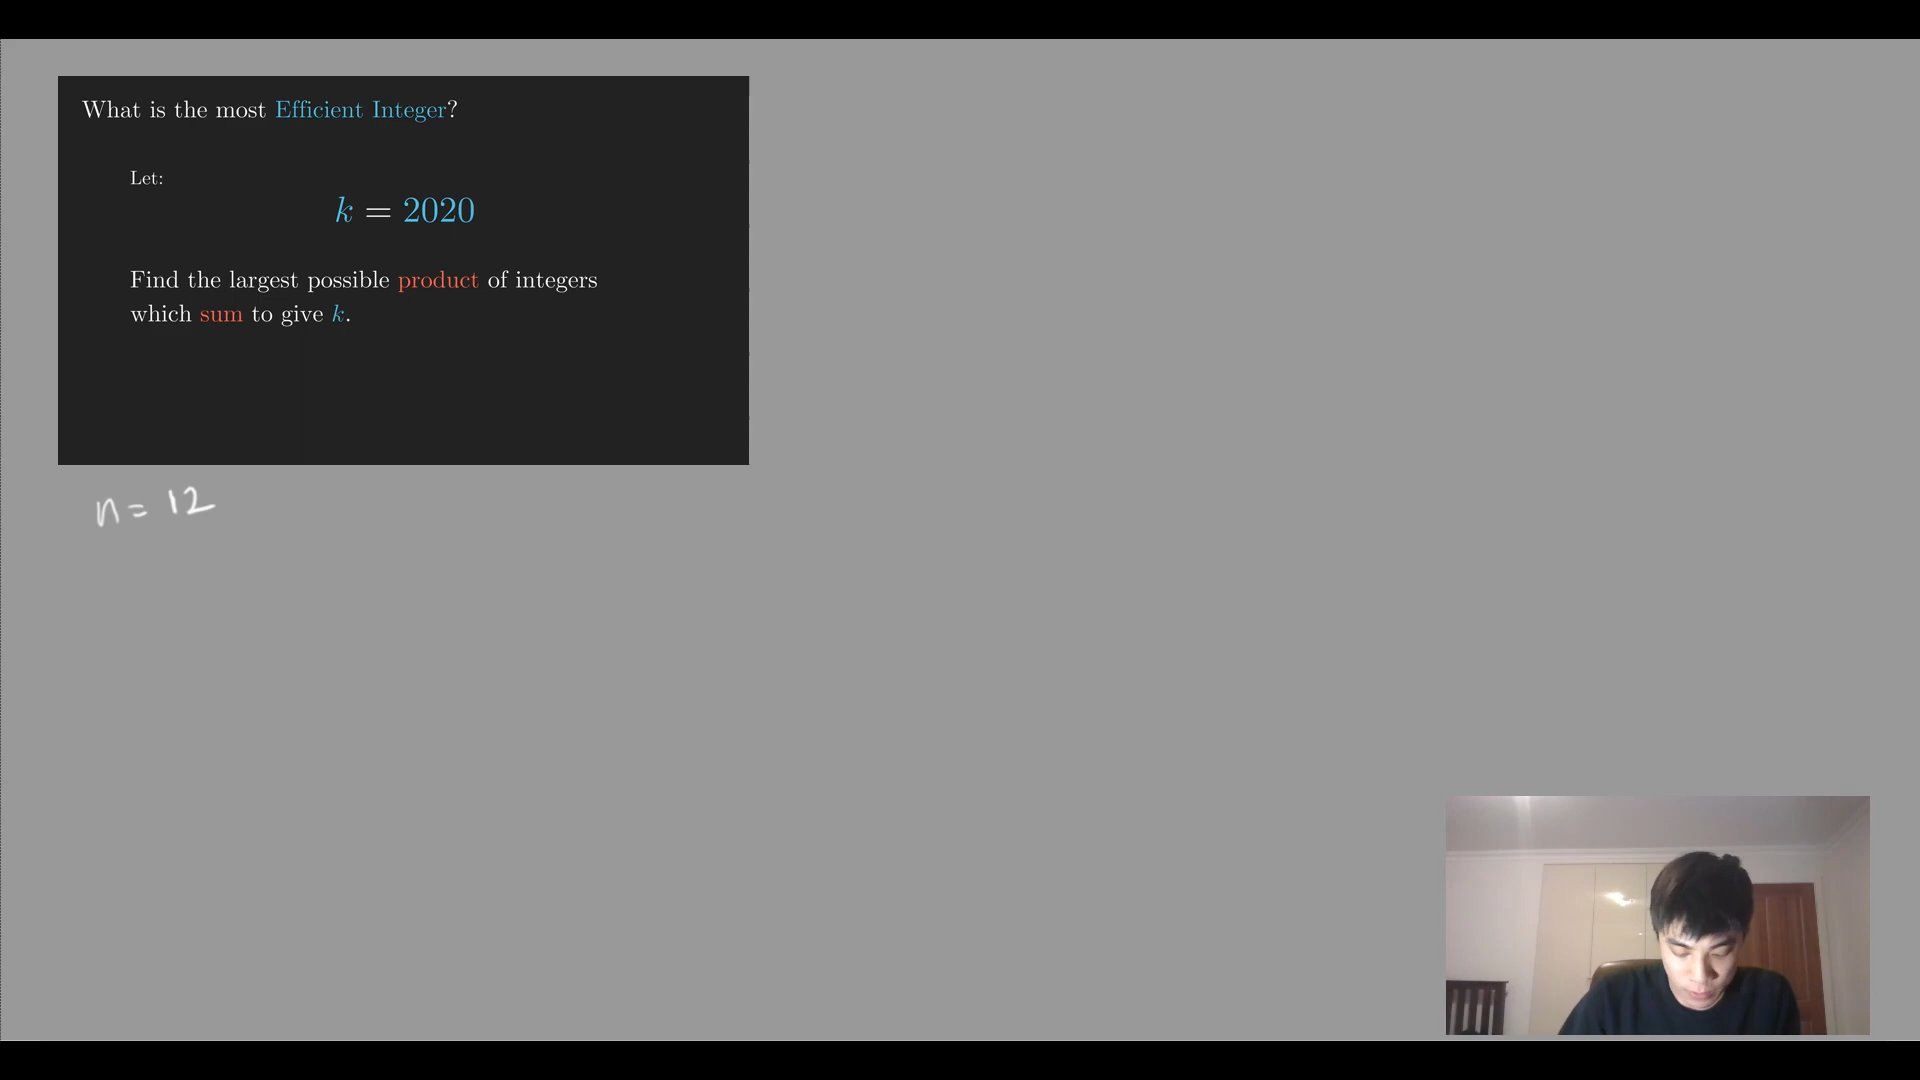 What is the most Efficient Integer?
Let:
k = 2020
Find the largest possible product of integers
which sum to give k.
n = 12